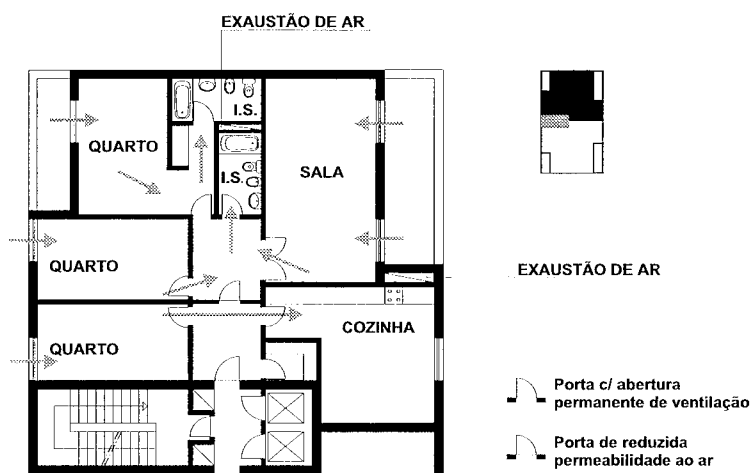 EXAUSTÃO DE AR
I.S.
QUARTO
SALA
I.S.
QUARTO
EXAUSTÃO DE AR
COZINHA
QUARTO
Porta c/ abertura
permanente de ventilação
Porta de reduzida
permeabilidade ao ar